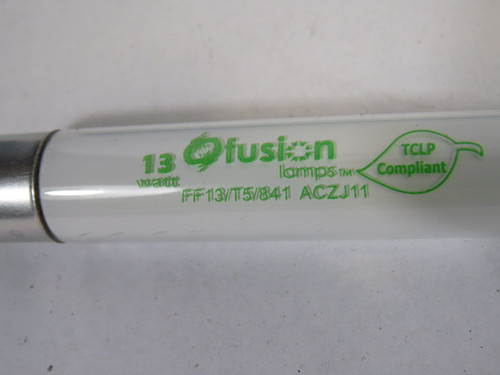 13 watt
fusion
lamps™
FF13/T5/841 ACZJ11
TCLP
Compliant